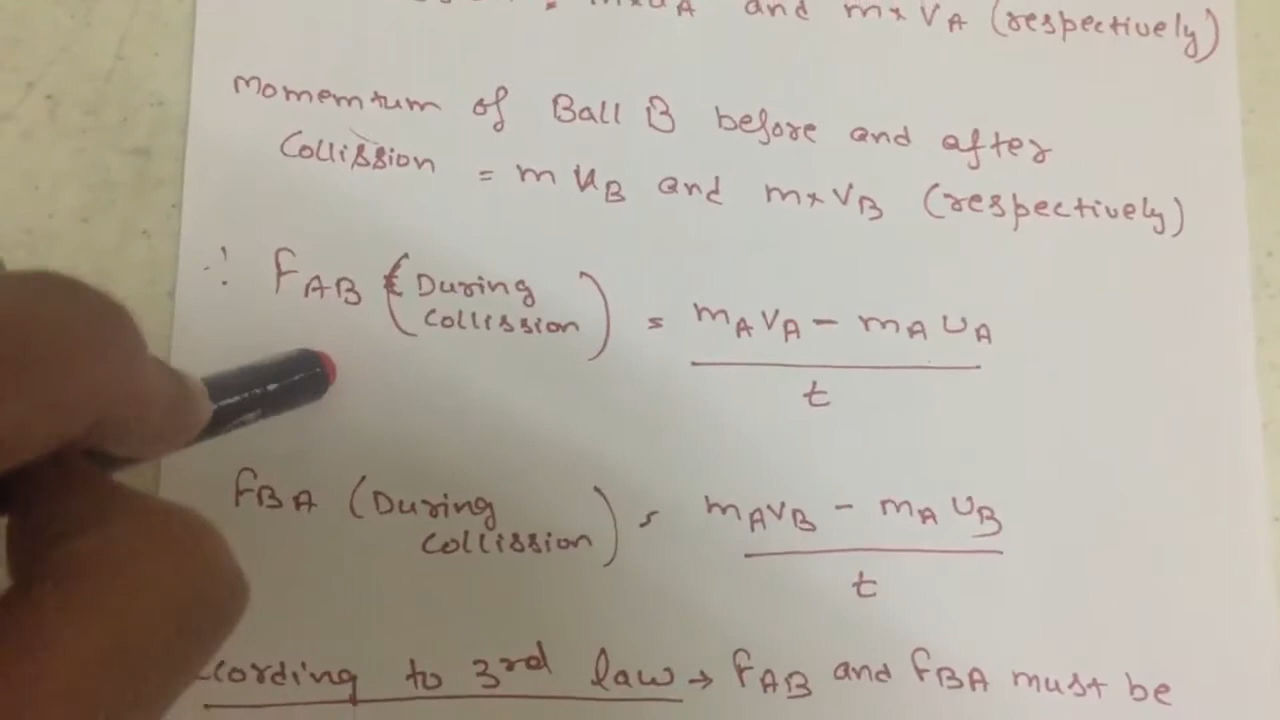 and m×VA (respectively)
Momentum of Ball B before and after
Collission = m UB and m×VB (respectively)
∴ FAB (During Collission) = mAVA - mAUA / t
FBA (During Collission) = mAVB - mAUB / t
cording to 3rd law → FAB and FBA must be